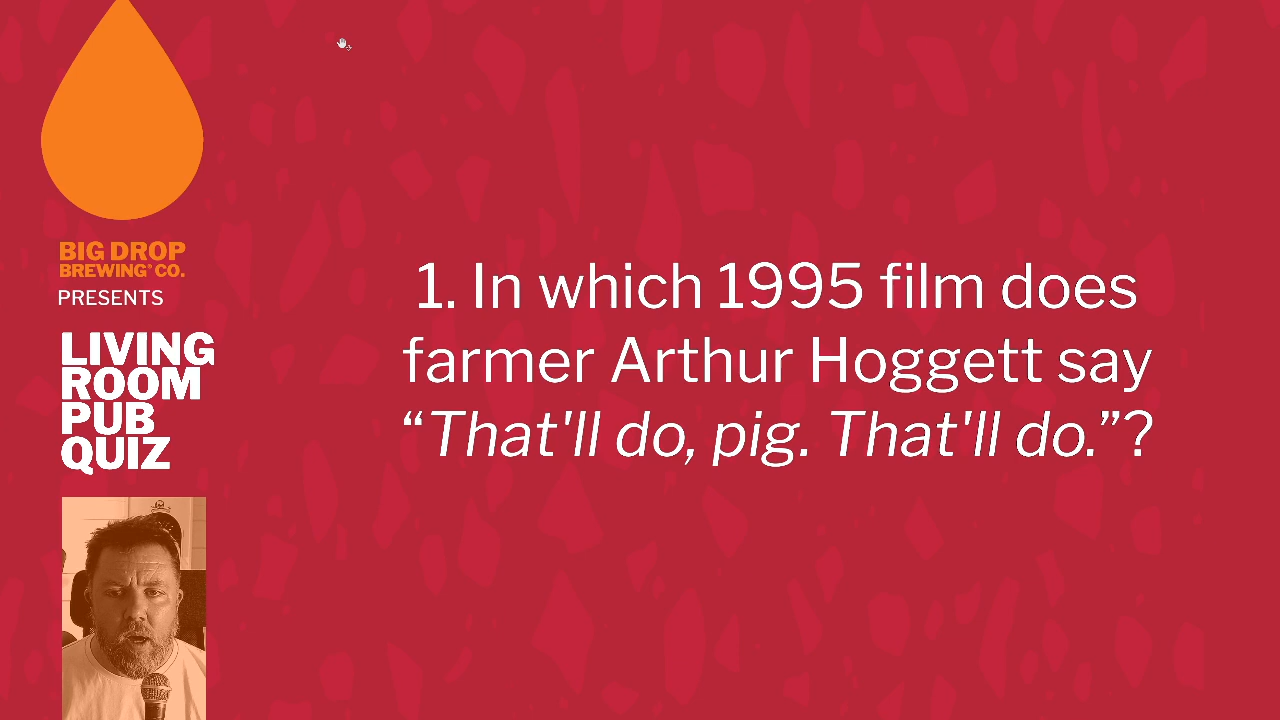 BIG DROP
BREWING® CO.
PRESENTS
LIVING
ROOM
PUB
QUIZ
1. In which 1995 film does
farmer Arthur Hoggett say
“That'll do, pig. That'll do.”?